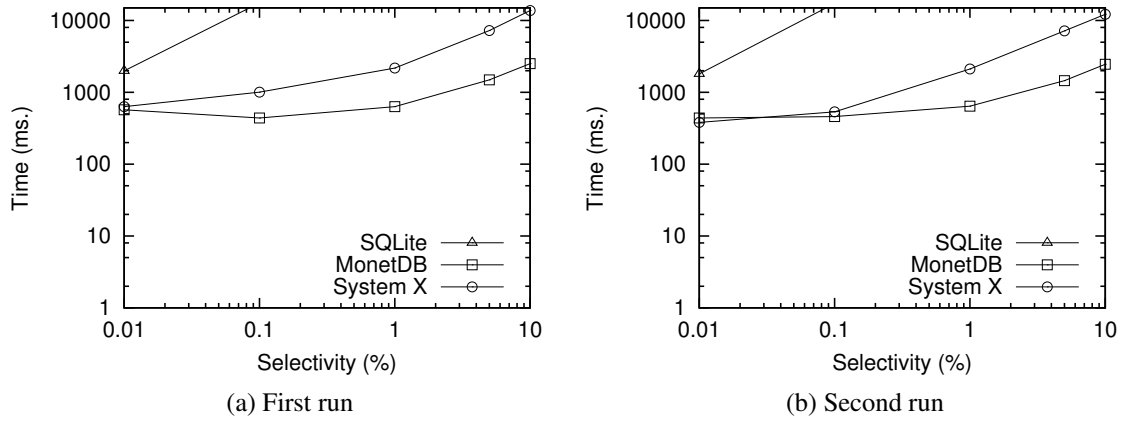 10000
1000
100
10
1
Time (ms.)
SQLite
MonetDB
System X
0.01 0.1 1 10
Selectivity (%)
(a) First run
10000
1000
100
10
1
Time (ms.)
SQLite
MonetDB
System X
0.01 0.1 1 10
Selectivity (%)
(b) Second run